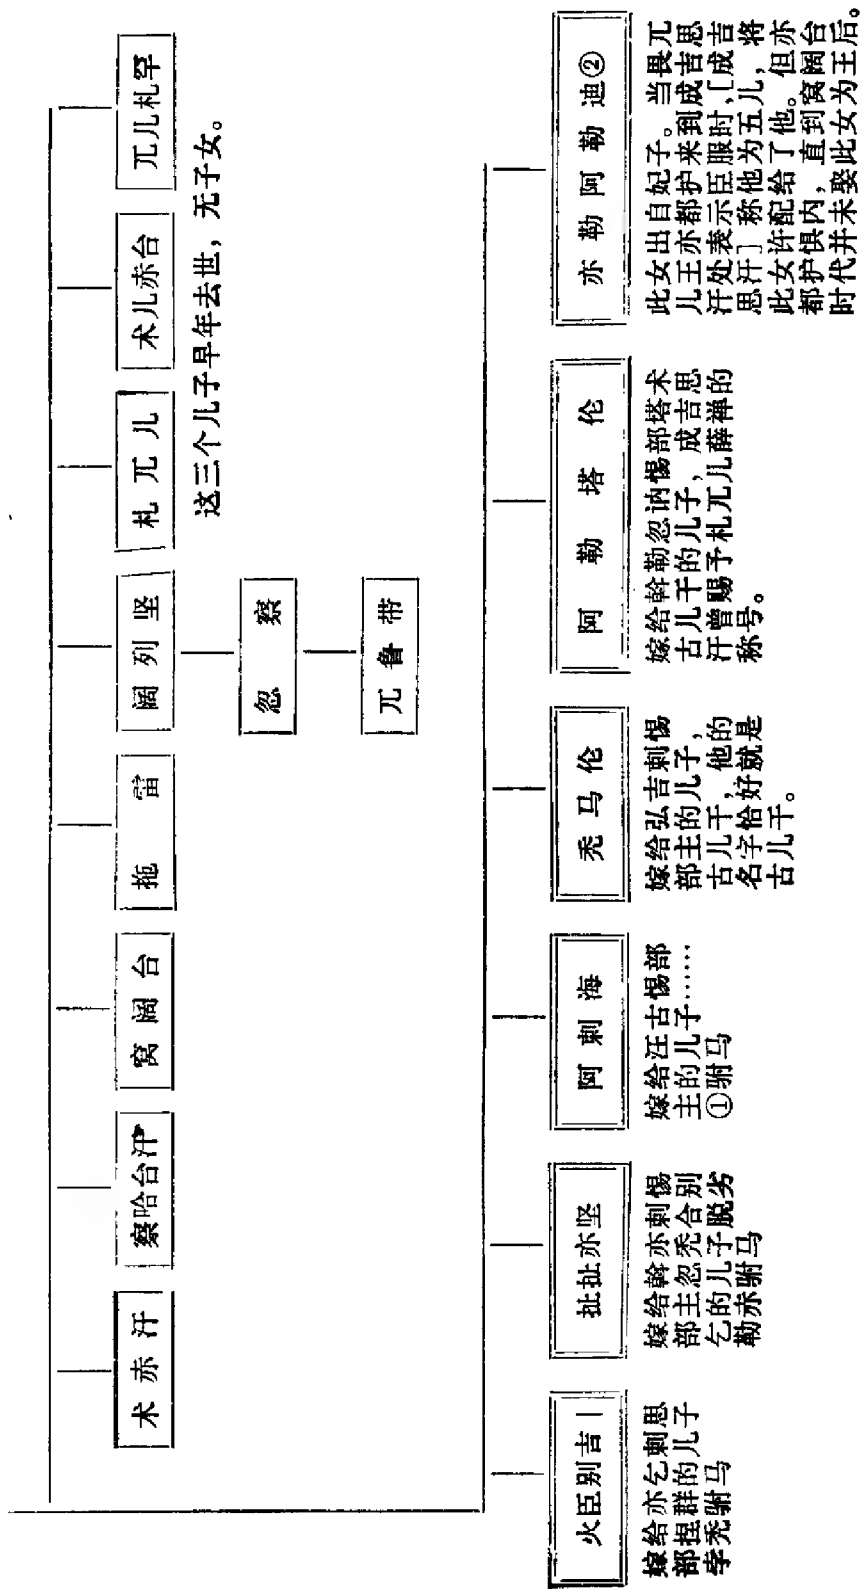 术赤汗
察哈台汗
窝阔台
拖雷
阔列坚
札兀儿
术儿赤台
兀儿札罕
忽察
兀鲁带
这三个儿子早年去世，无子女。
火臣别吉
嫁给亦乞剌思
部捏群的儿子
孛秃驸马
扯扯亦坚
嫁给斡亦剌惕
部主忽秃合别
乞的儿子脱劣
勒赤驸马
阿剌海
嫁给汪古惕部
主的儿子……
①驸马
秃马伦
嫁给弘吉剌惕
部主的儿子，
古儿干，他的
名字恰好就是
古儿干。
阿勒塔伦
嫁给斡勒忽讷惕部塔术
古儿干的儿子，成吉思
汗曾赐予札兀儿薛禅的
称号。
亦勒阿勒迪②
此女出自妃子。当畏兀
儿王亦都护来到成吉思
汗处表示臣服时，［成吉
思汗］称他为五儿，将
此女许配给了他。但亦
都护惧内，直到窝阔台
时代并未娶此女为王后。